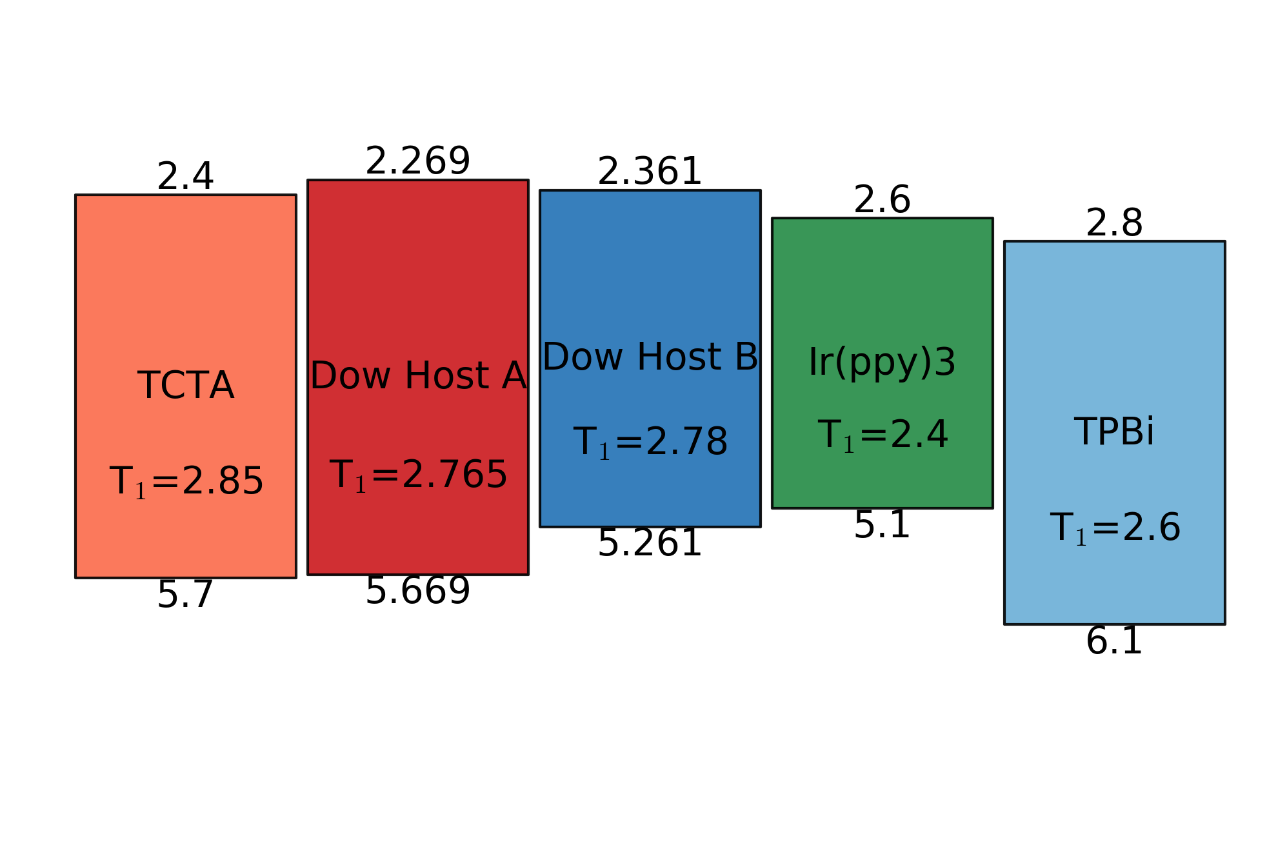 2.4
TCTA
T₁=2.85
5.7
2.269
Dow Host A
T₁=2.765
5.669
2.361
Dow Host B
T₁=2.78
5.261
2.6
Ir(ppy)3
T₁=2.4
5.1
2.8
TPBi
T₁=2.6
6.1